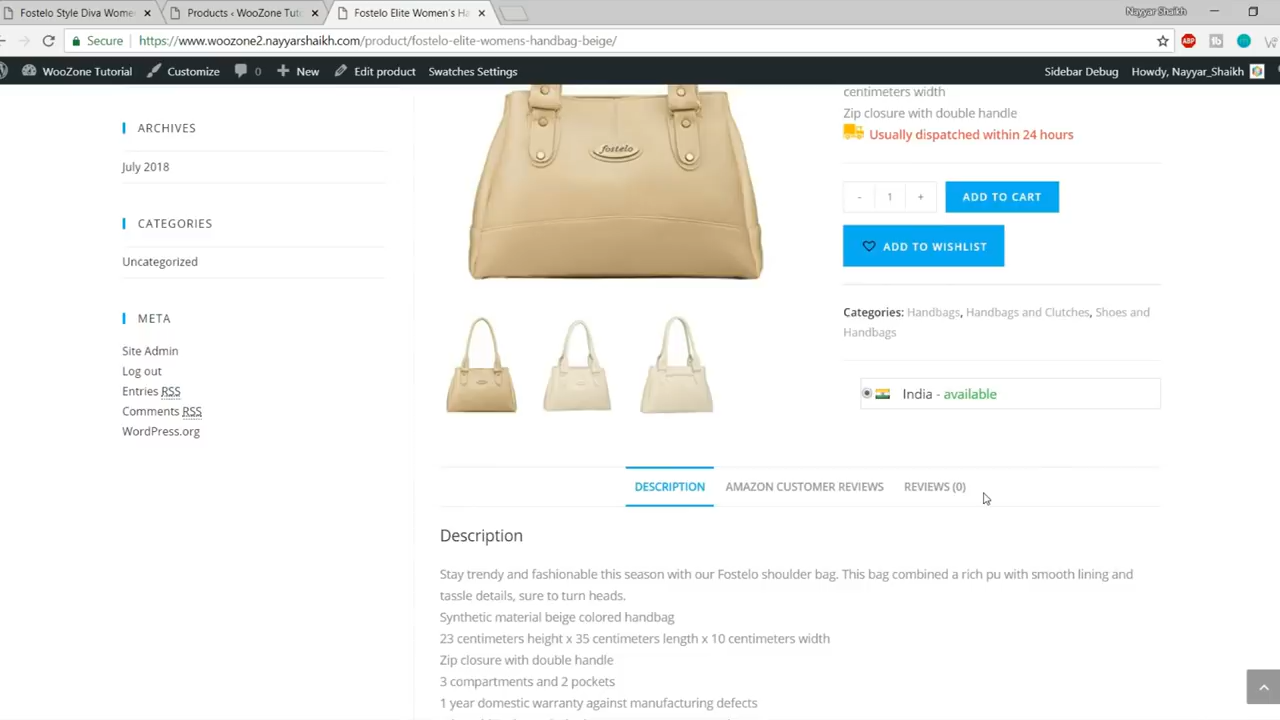 Fostelo Style Diva Wome
Products ‹ WooZone Tuto
Fostelo Elite Women's Ha
Nayyar Shaikh
Secure
https://www.woozone2.nayyarshaikh.com/product/fostelo-elite-womens-handbag-beige/
ABP
WooZone Tutorial
Customize
0
New
Edit product
Swatches Settings
Sidebar Debug
Howdy, Nayyar_Shaikh
ARCHIVES
July 2018
CATEGORIES
Uncategorized
META
Site Admin
Log out
Entries RSS
Comments RSS
WordPress.org
fostelo
centimeters width
Zip closure with double handle
Usually dispatched within 24 hours
- 1 +
ADD TO CART
ADD TO WISHLIST
Categories: Handbags, Handbags and Clutches, Shoes and
Handbags
India - available
DESCRIPTION
AMAZON CUSTOMER REVIEWS
REVIEWS (0)
Description
Stay trendy and fashionable this season with our Fostelo shoulder bag. This bag combined a rich pu with smooth lining and
tassle details, sure to turn heads.
Synthetic material beige colored handbag
23 centimeters height x 35 centimeters length x 10 centimeters width
Zip closure with double handle
3 compartments and 2 pockets
1 year domestic warranty against manufacturing defects